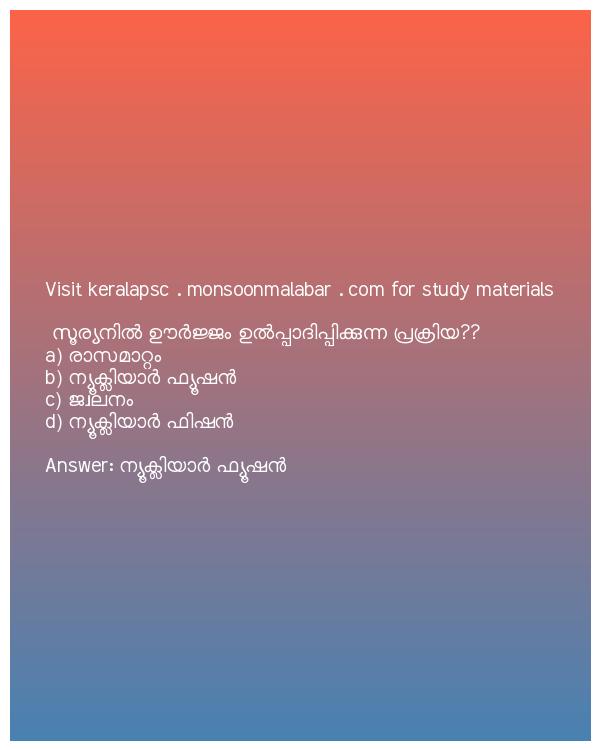 Visit keralapsc . monsoonmalabar . com for study materials
സൂര്യനിൽ ഊർജ്ജം ഉൽപ്പാദിപ്പിക്കുന്ന പ്രക്രിയ??
a) രാസമാറ്റം
b) ന്യൂക്ലിയാർ ഫ്യൂഷൻ
c) ജ്വലനം
d) ന്യൂക്ലിയാർ ഫിഷൻ
Answer: ന്യൂക്ലിയാർ ഫ്യൂഷൻ